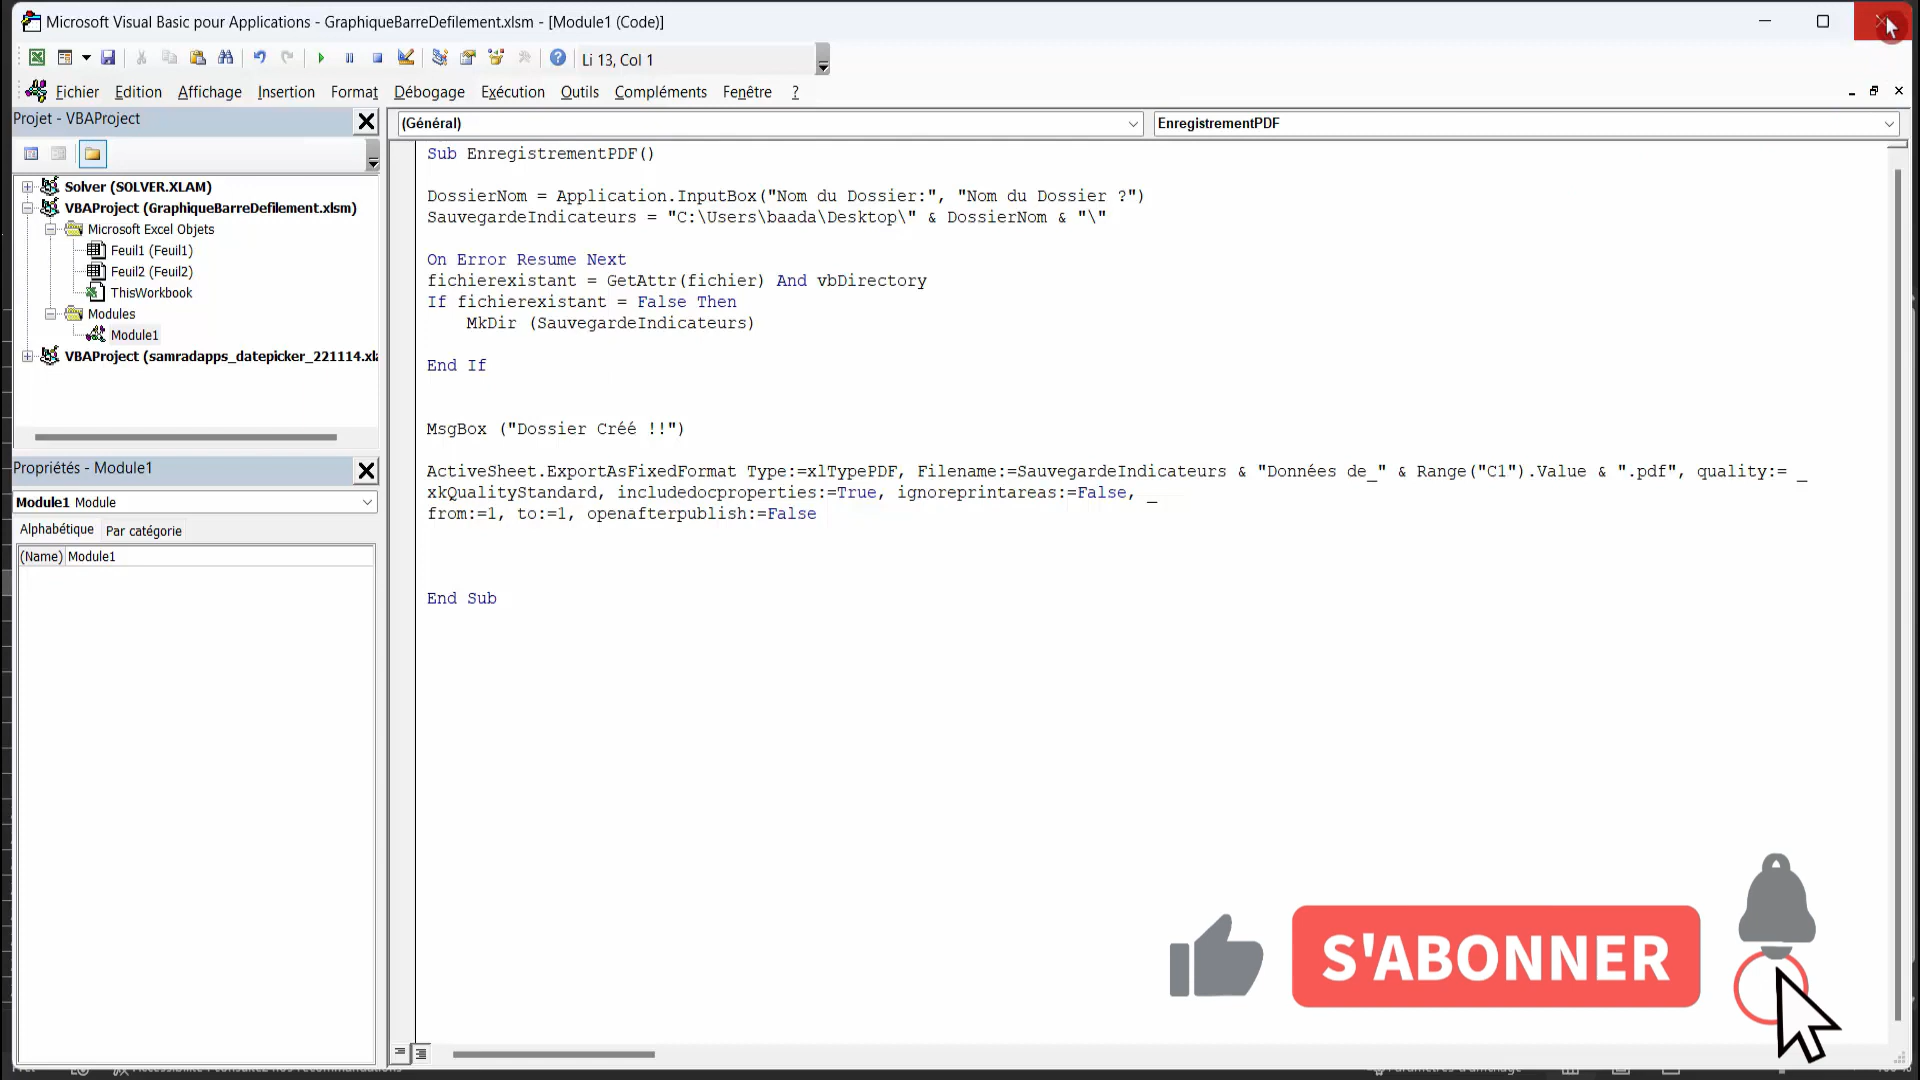 Microsoft Visual Basic pour Applications - GraphiqueBarreDefilement.xlsm - [Module1 (Code)]
Li 13, Col 1
Fichier Edition Affichage Insertion Format Débogage Exécution Outils Compléments Fenêtre ?
Projet - VBAProject
(Général)
EnregistrementPDF
Solver (SOLVER.XLAM)
VBAProject (GraphiqueBarreDefilement.xlsm)
Microsoft Excel Objets
Feuil1 (Feuil1)
Feuil2 (Feuil2)
ThisWorkbook
Modules
Module1
VBAProject (samradapps_datepicker_221114.xla
Propriétés - Module1
Module1 Module
Alphabétique Par catégorie
(Name) Module1
Sub EnregistrementPDF()
DossierNom = Application.InputBox("Nom du Dossier:", "Nom du Dossier ?")
SauvegardeIndicateurs = "C:\Users\baada\Desktop\" & DossierNom & "\"
On Error Resume Next
fichierexistant = GetAttr(fichier) And vbDirectory
If fichierexistant = False Then
MkDir (SauvegardeIndicateurs)
End If
MsgBox ("Dossier Créé !!")
ActiveSheet.ExportAsFixedFormat Type:=xlTypePDF, Filename:=SauvegardeIndicateurs & "Données de_" & Range("C1").Value & ".pdf", quality:= _
xkQualityStandard, includedocproperties:=True, ignoreprintareas:=False, _
from:=1, to:=1, openafterpublish:=False
End Sub
S'ABONNER